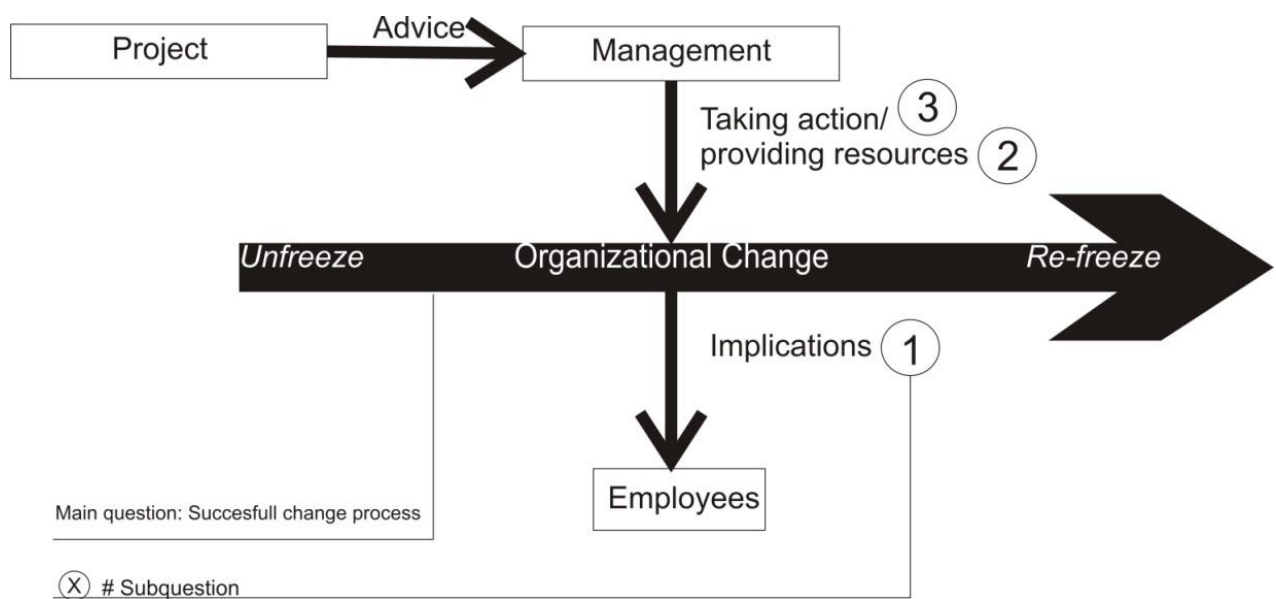 Project
Advice
Management
Taking action/ 3
providing resources 2
Unfreeze
Organizational Change
Re-freeze
Implications 1
Employees
Main question: Succesfull change process
X # Subquestion